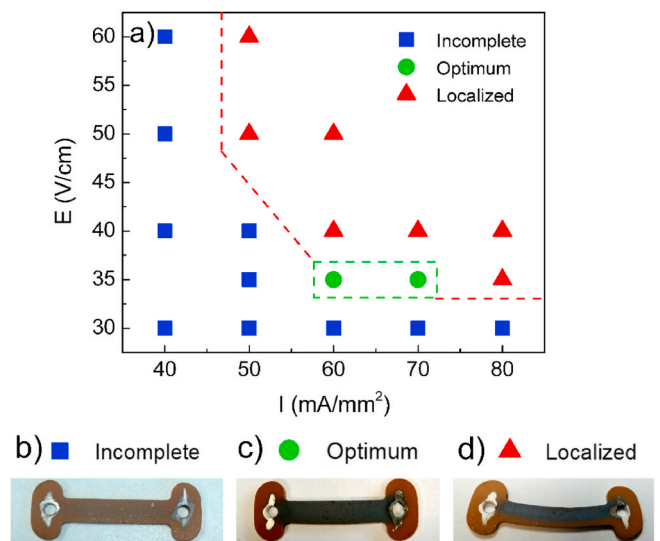 a)
Incomplete
Optimum
Localized
60
55
50
45
40
35
30
E (V/cm)
40 50 60 70 80
I (mA/mm²)
b) Incomplete c) Optimum d) Localized